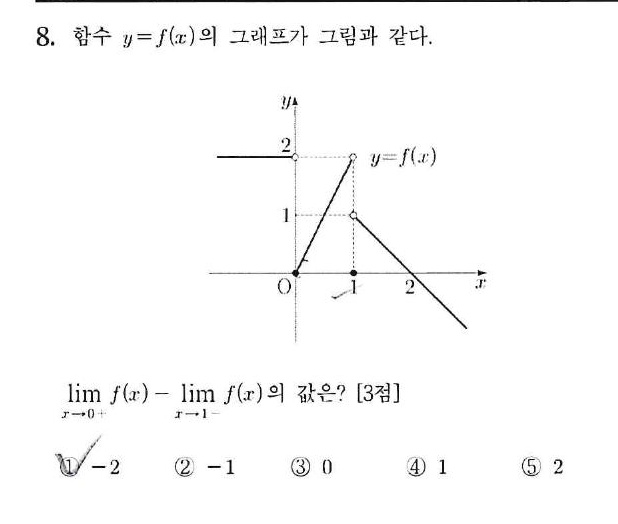 8. 함수 y=f(x)의 그래프가 그림과 같다.
y
2
y=f(x)
1
O
1
2
x
lim f(x) − lim f(x)의 값은? [3점]
x→0+ x→1−
① −2 ② −1 ③ 0 ④ 1 ⑤ 2